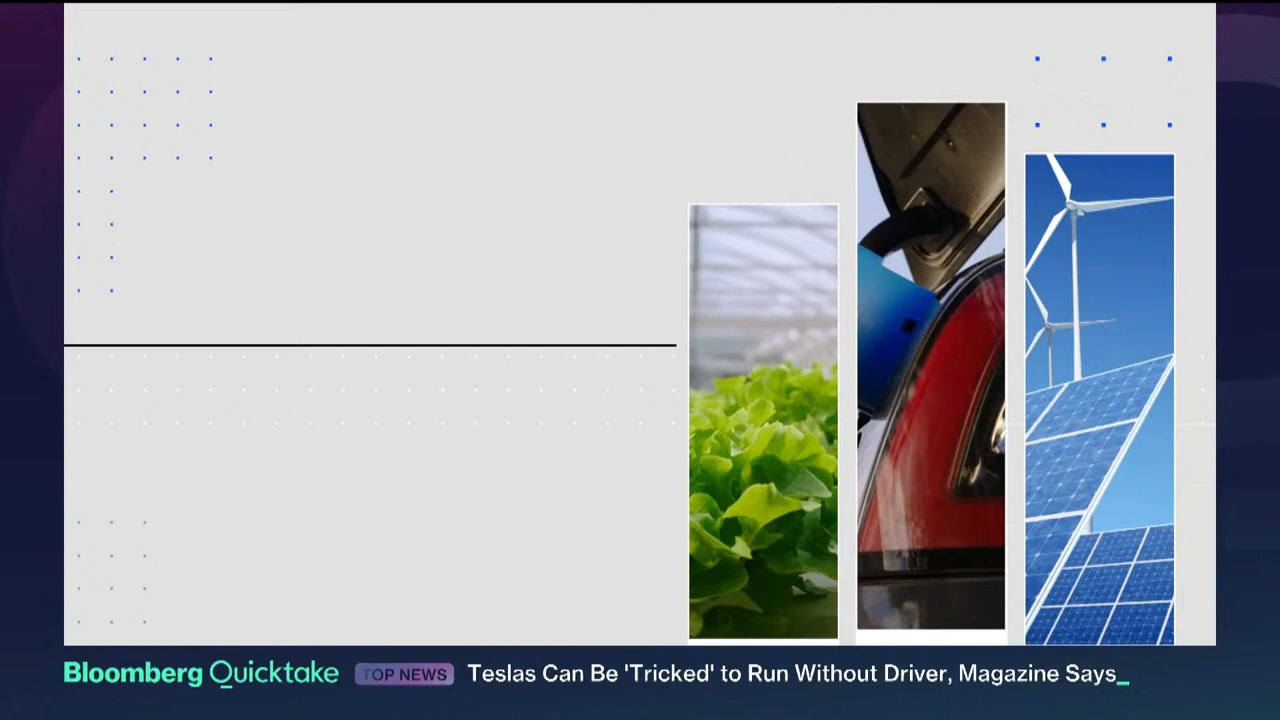 Bloomberg Quicktake TOP NEWS Teslas Can Be 'Tricked' to Run Without Driver, Magazine Says_